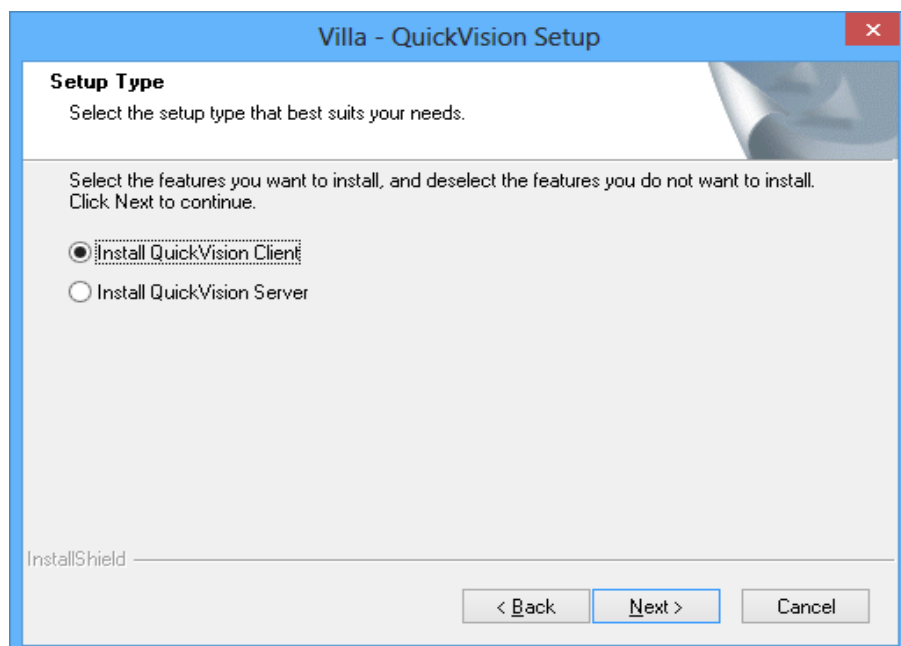 Villa - QuickVision Setup
Setup Type
Select the setup type that best suits your needs.
Select the features you want to install, and deselect the features you do not want to install.
Click Next to continue.
Install QuickVision Client
Install QuickVision Server
InstallShield
< Back Next > Cancel